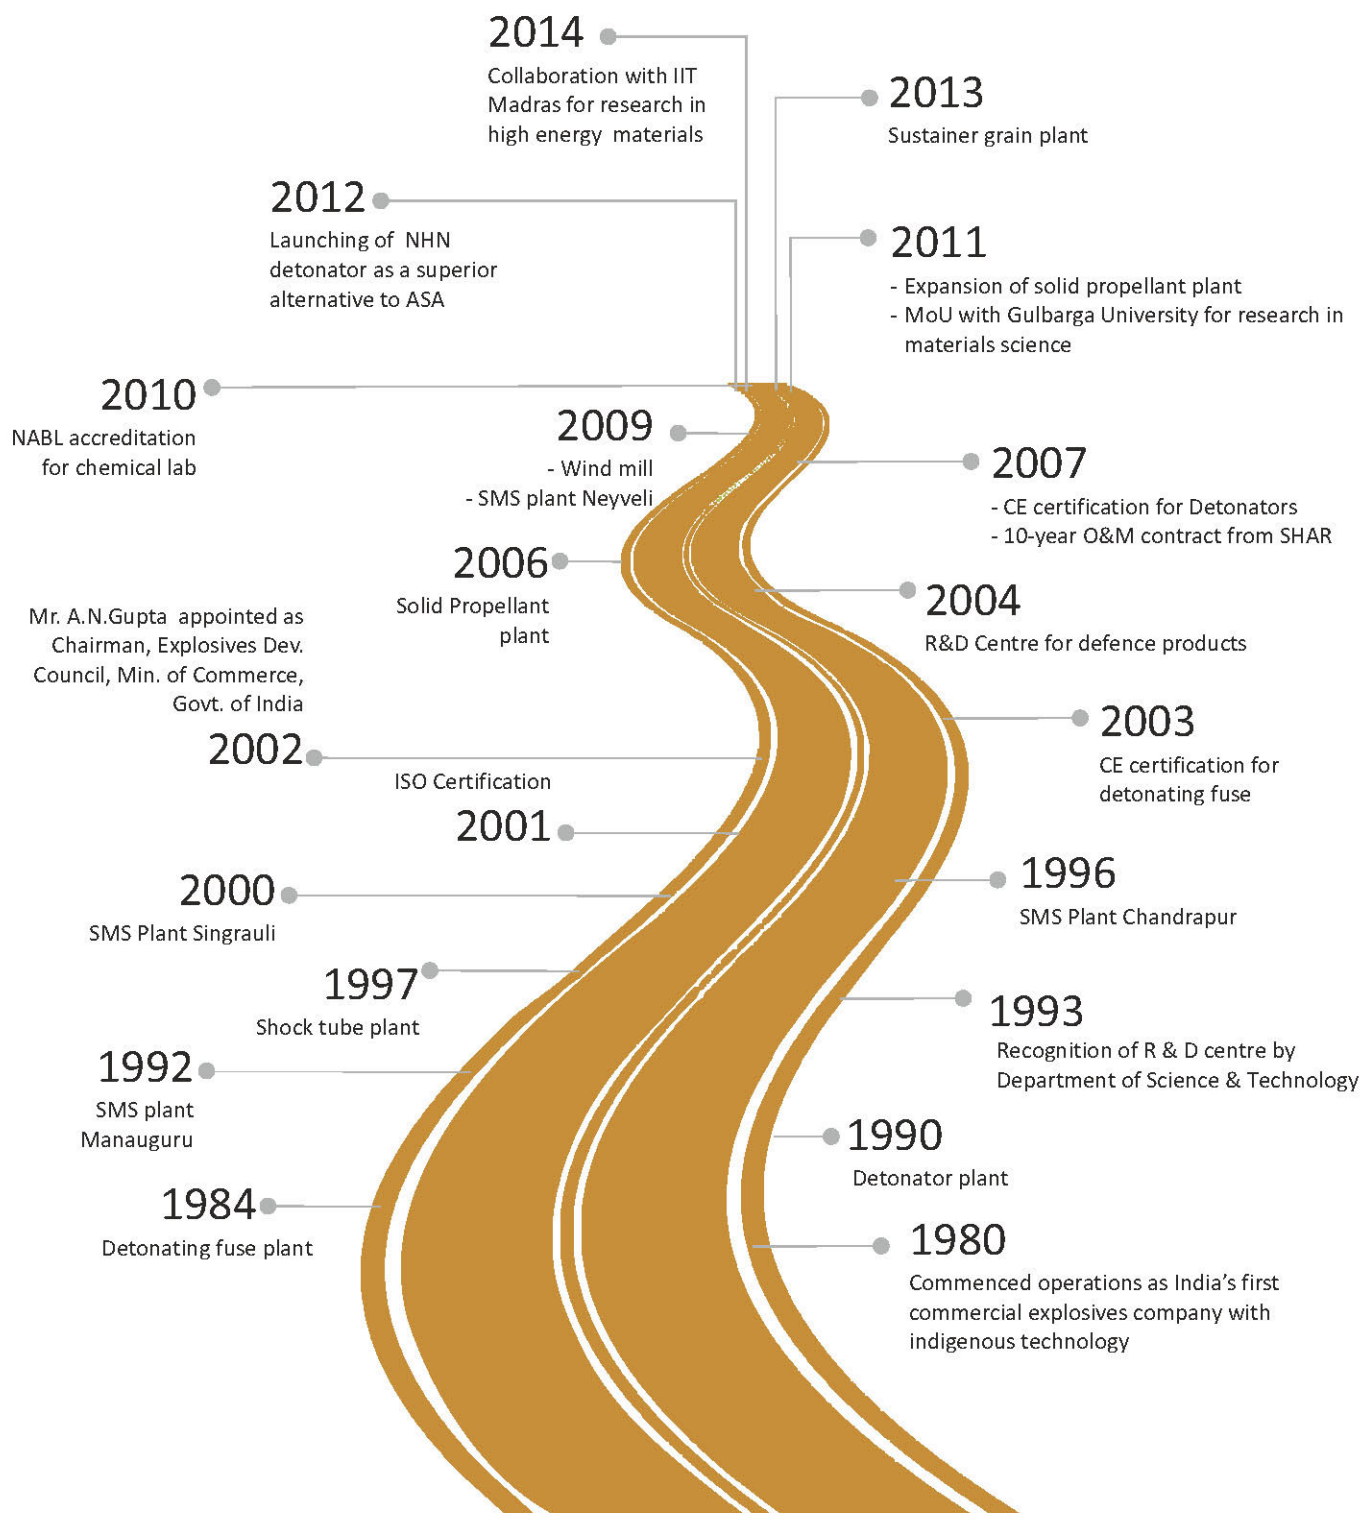 2014
Collaboration with IIT
Madras for research in
high energy materials
2013
Sustainer grain plant
2012
Launching of NHN
detonator as a superior
alternative to ASA
2011
- Expansion of solid propellant plant
- MoU with Gulbarga University for research in
materials science
2010
NABL accreditation
for chemical lab
2009
- Wind mill
- SMS plant Neyveli
2007
- CE certification for Detonators
- 10-year O&M contract from SHAR
2006
Solid Propellant
plant
2004
R&D Centre for defence products
Mr. A.N.Gupta appointed as
Chairman, Explosives Dev.
Council, Min. of Commerce,
Govt. of India
2002
2003
CE certification for
detonating fuse
ISO Certification
2001
2000
SMS Plant Singrauli
1996
SMS Plant Chandrapur
1997
Shock tube plant
1993
Recognition of R & D centre by
Department of Science & Technology
1992
SMS plant
Manauguru
1990
Detonator plant
1984
Detonating fuse plant
1980
Commenced operations as India’s first
commercial explosives company with
indigenous technology